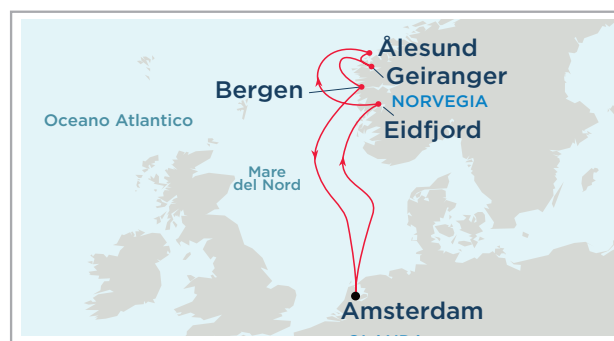 Ålesund
Geiranger
Bergen
NORVEGIA
Oceano Atlantico
Eidfjord
Mare
del Nord
Amsterdam